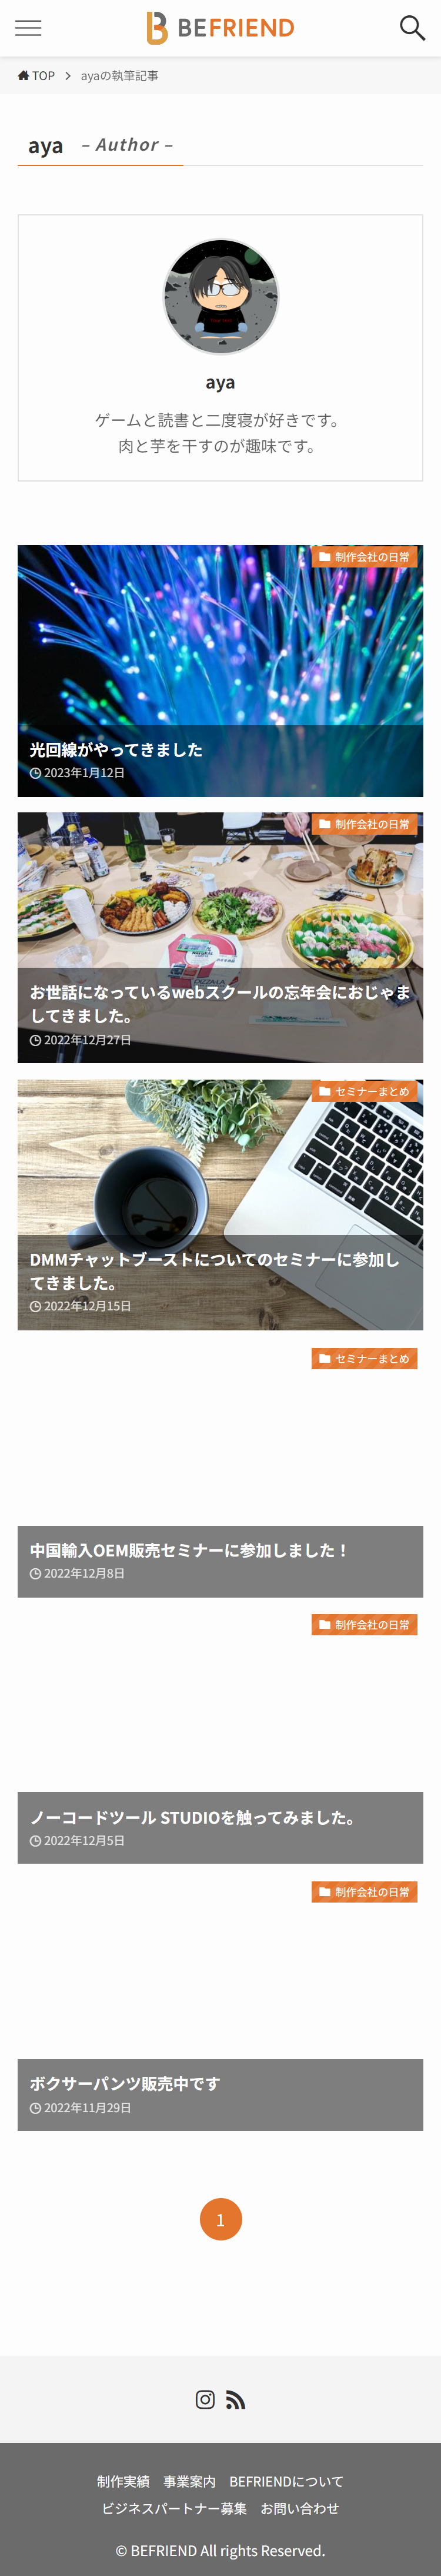 BEFRIEND
TOP > ayaの執筆記事
aya – Author –
aya
ゲームと読書と二度寝が好きです。
肉と芋を干すのが趣味です。
制作会社の日常
光回線がやってきました
2023年1月12日
制作会社の日常
お世話になっているwebスクールの忘年会におじゃま
してきました。
2022年12月27日
セミナーまとめ
DMMチャットブーストについてのセミナーに参加し
てきました。
2022年12月15日
セミナーまとめ
中国輸入OEM販売セミナーに参加しました！
2022年12月8日
制作会社の日常
ノーコードツール STUDIOを触ってみました。
2022年12月5日
制作会社の日常
ボクサーパンツ販売中です
2022年11月29日
1
制作実績 事業案内 BEFRIENDについて
ビジネスパートナー募集 お問い合わせ
© BEFRIEND All rights Reserved.